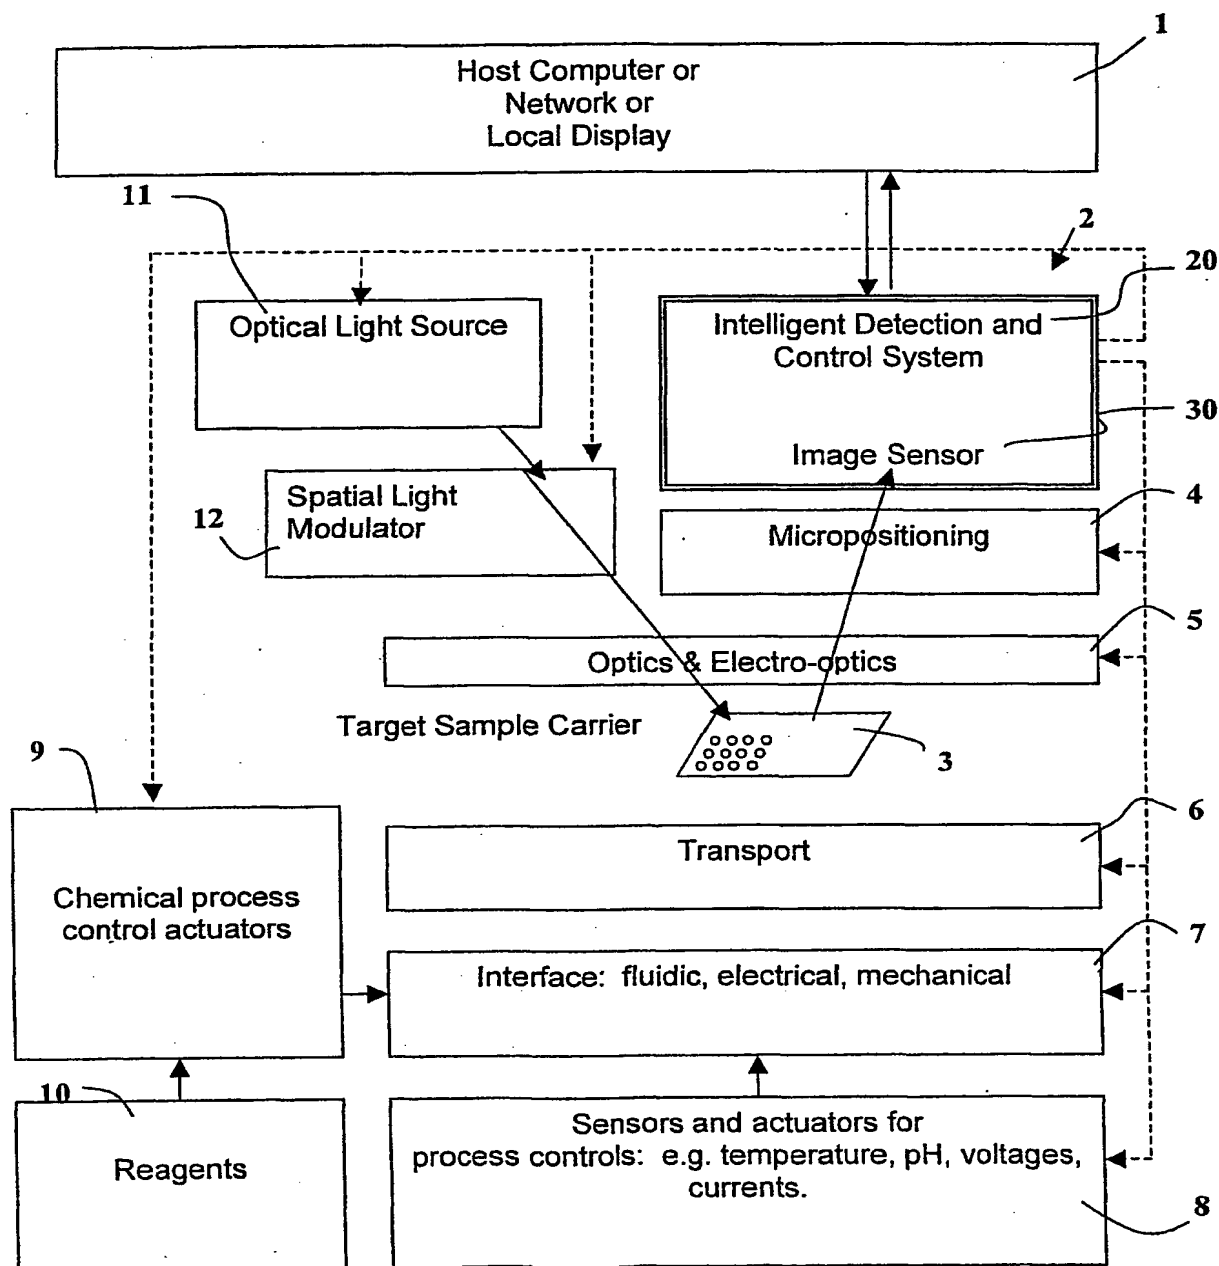 1
Host Computer or
Network or
Local Display
11
2
20
Optical Light Source
Intelligent Detection and
Control System
30
Image Sensor
Spatial Light
Modulator
12
4
Micropositioning
5
Optics & Electro-optics
Target Sample Carrier
3
9
6
Transport
Chemical process
control actuators
7
Interface: fluidic, electrical, mechanical
10
Reagents
Sensors and actuators for
process controls: e.g. temperature, pH, voltages,
currents.
8